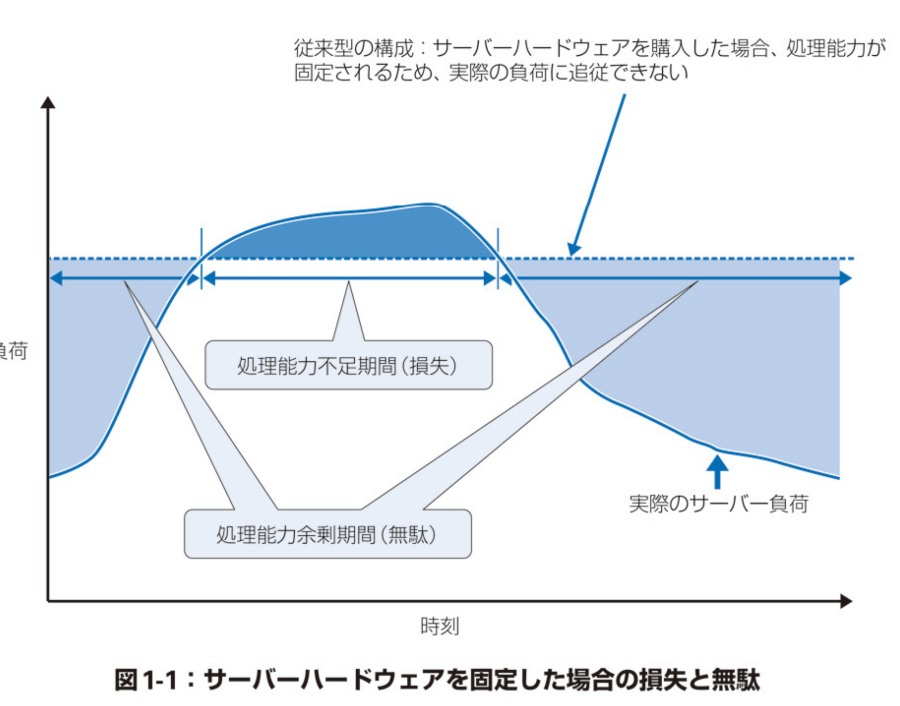 従来型の構成：サーバーハードウェアを購入した場合、処理能力が
固定されるため、実際の負荷に追従できない
負荷
処理能力不足期間（損失）
実際のサーバー負荷
処理能力余剰期間（無駄）
時刻
図1-1：サーバーハードウェアを固定した場合の損失と無駄